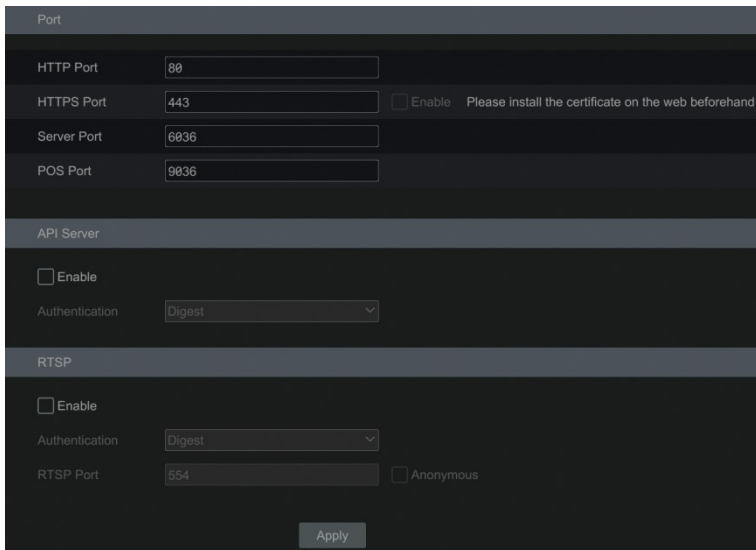 Port
HTTP Port 80
HTTPS Port 443 Enable Please install the certificate on the web beforehand
Server Port 6036
POS Port 9036
API Server
Enable
Authentication Digest
RTSP
Enable
Authentication Digest
RTSP Port 554 Anonymous
Apply